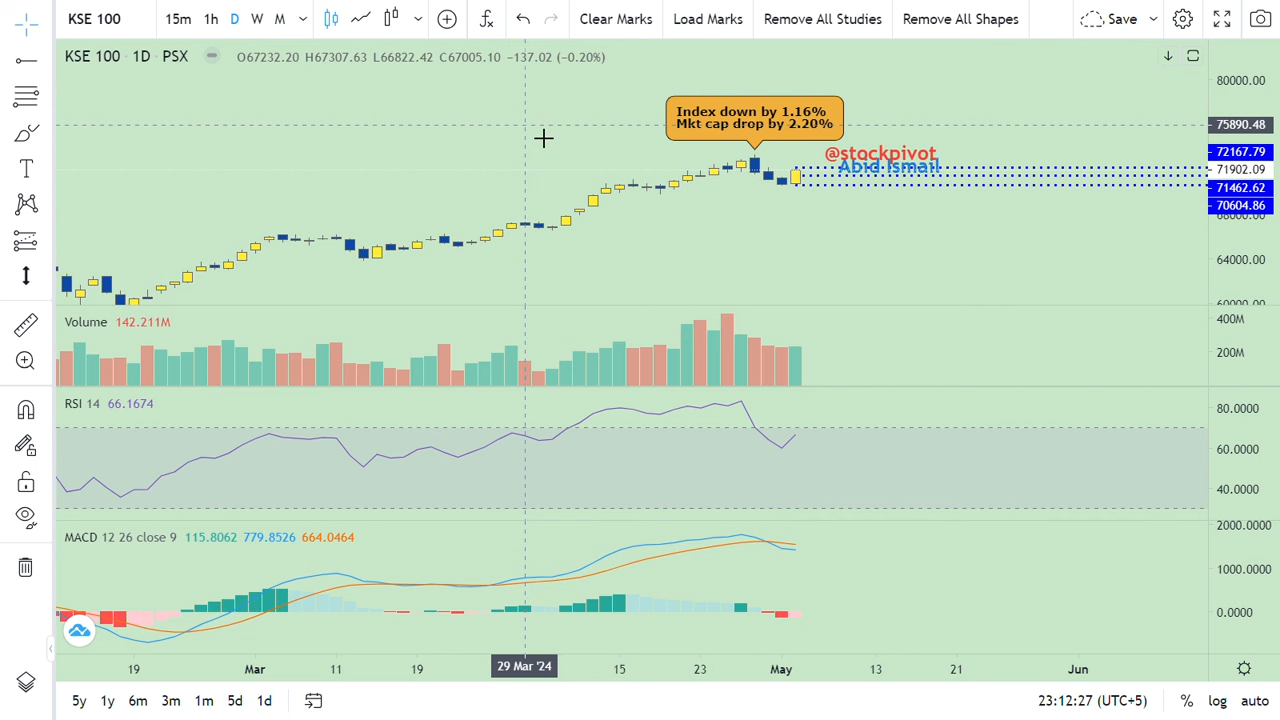 KSE 100 15m 1h D W M Clear Marks Load Marks Remove All Studies Remove All Shapes Save
KSE 100 · 1D · PSX O67232.20 H67307.63 L66822.42 C67005.10 −137.02 (−0.20%)
80000.00
Index down by 1.16%
Mkt cap drop by 2.20%
75890.48
@stockpivot
Abid Ismail
72167.79
71902.09
71462.62
70604.86
68000.00
64000.00
60000.00
Volume 142.211M
400M
200M
RSI 14 66.1674
80.0000
60.0000
40.0000
MACD 12 26 close 9 115.8062 779.8526 664.0464
2000.0000
1000.0000
0.0000
19 Mar 11 19 29 Mar '24 15 23 May 13 21 Jun
5y 1y 6m 3m 1m 5d 1d 23:12:27 (UTC+5) % log auto